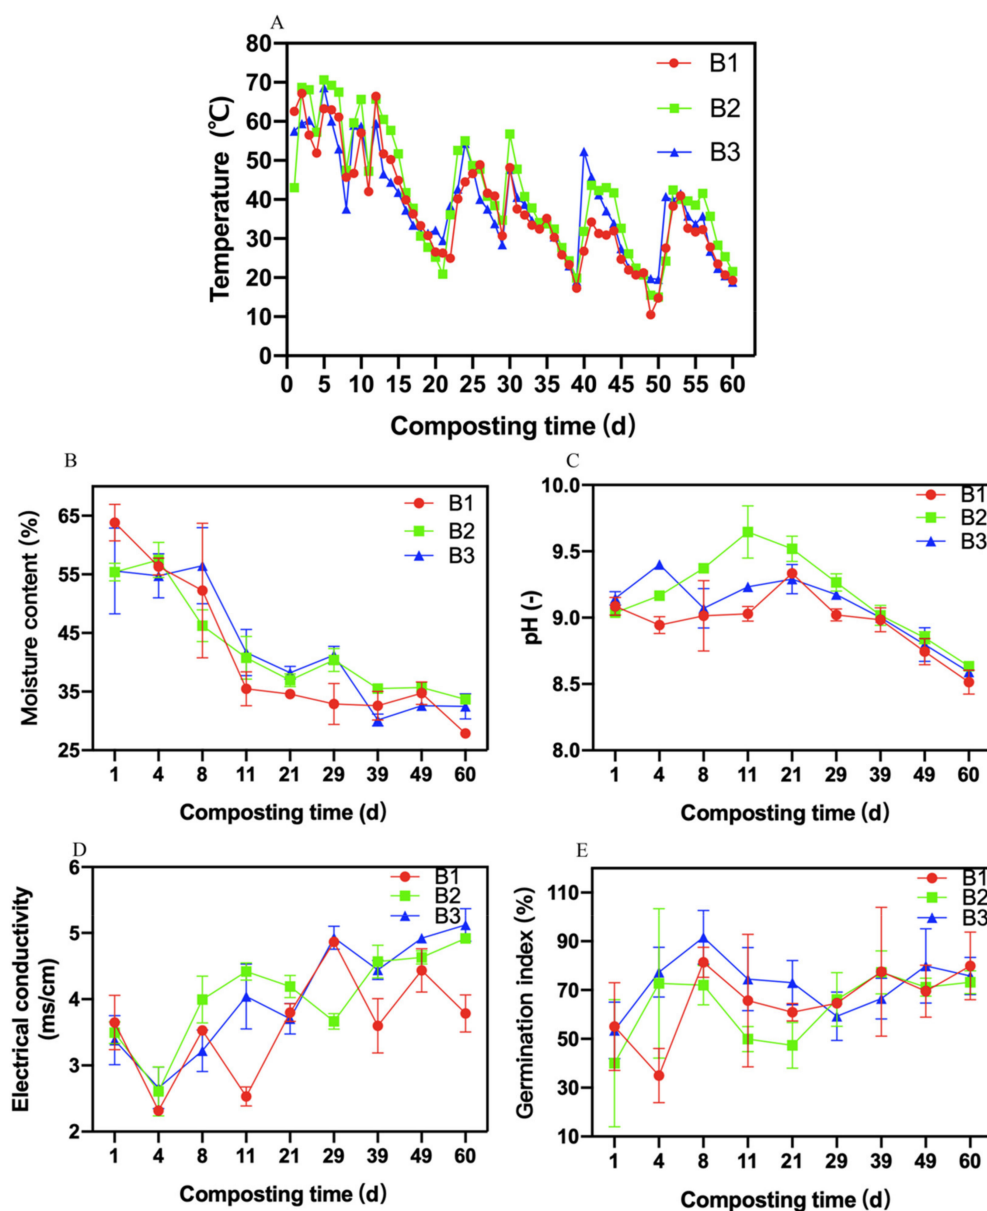 A
Temperature (℃)
80
70
60
50
40
30
20
10
0
B1
B2
B3
0 5 10 15 20 25 30 35 40 45 50 55 60
Composting time (d)
B
Moisture content (%)
65
55
45
35
25
B1
B2
B3
1 4 8 11 21 29 39 49 60
Composting time (d)
C
pH (-)
10.0
9.5
9.0
8.5
8.0
B1
B2
B3
1 4 8 11 21 29 39 49 60
Composting time (d)
D
Electrical conductivity
(ms/cm)
6
5
4
3
2
B1
B2
B3
1 4 8 11 21 29 39 49 60
Composting time (d)
E
Germination index (%)
110
90
70
50
30
10
B1
B2
B3
1 4 8 11 21 29 39 49 60
Composting time (d)